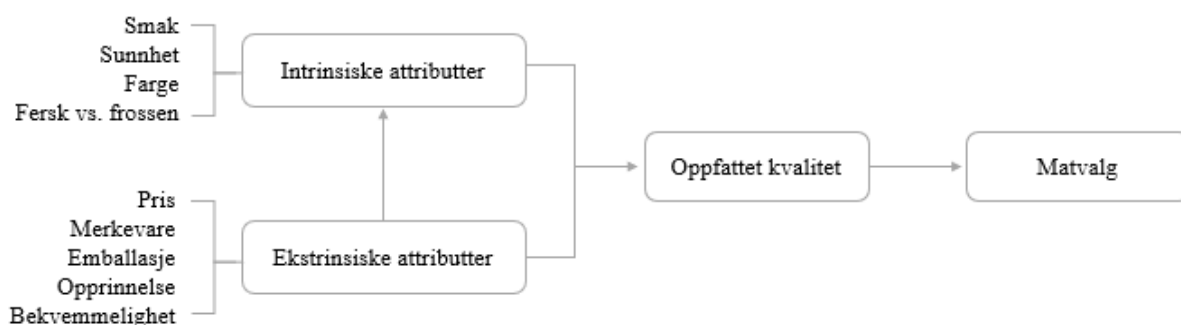 Smak
Sunnhet
Farge
Fersk vs. frossen
Intrinsiske attributter
Pris
Merkevare
Emballasje
Opprinnelse
Bekvemmelighet
Ekstrinsiske attributter
Oppfattet kvalitet
Matvalg